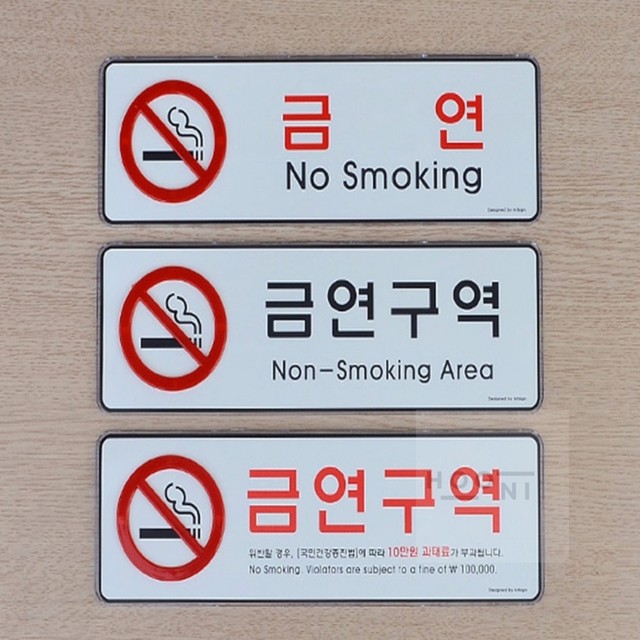 금 연
No Smoking
Designed by Artsign
금연구역
Non-Smoking Area
Designed by Artsign
금연구역
위반할 경우, [국민건강증진법]에 따라 10만원 과태료가 부과됩니다.
No Smoking. Violators are subject to a fine of ₩ 100,000.
Designed by Artsign